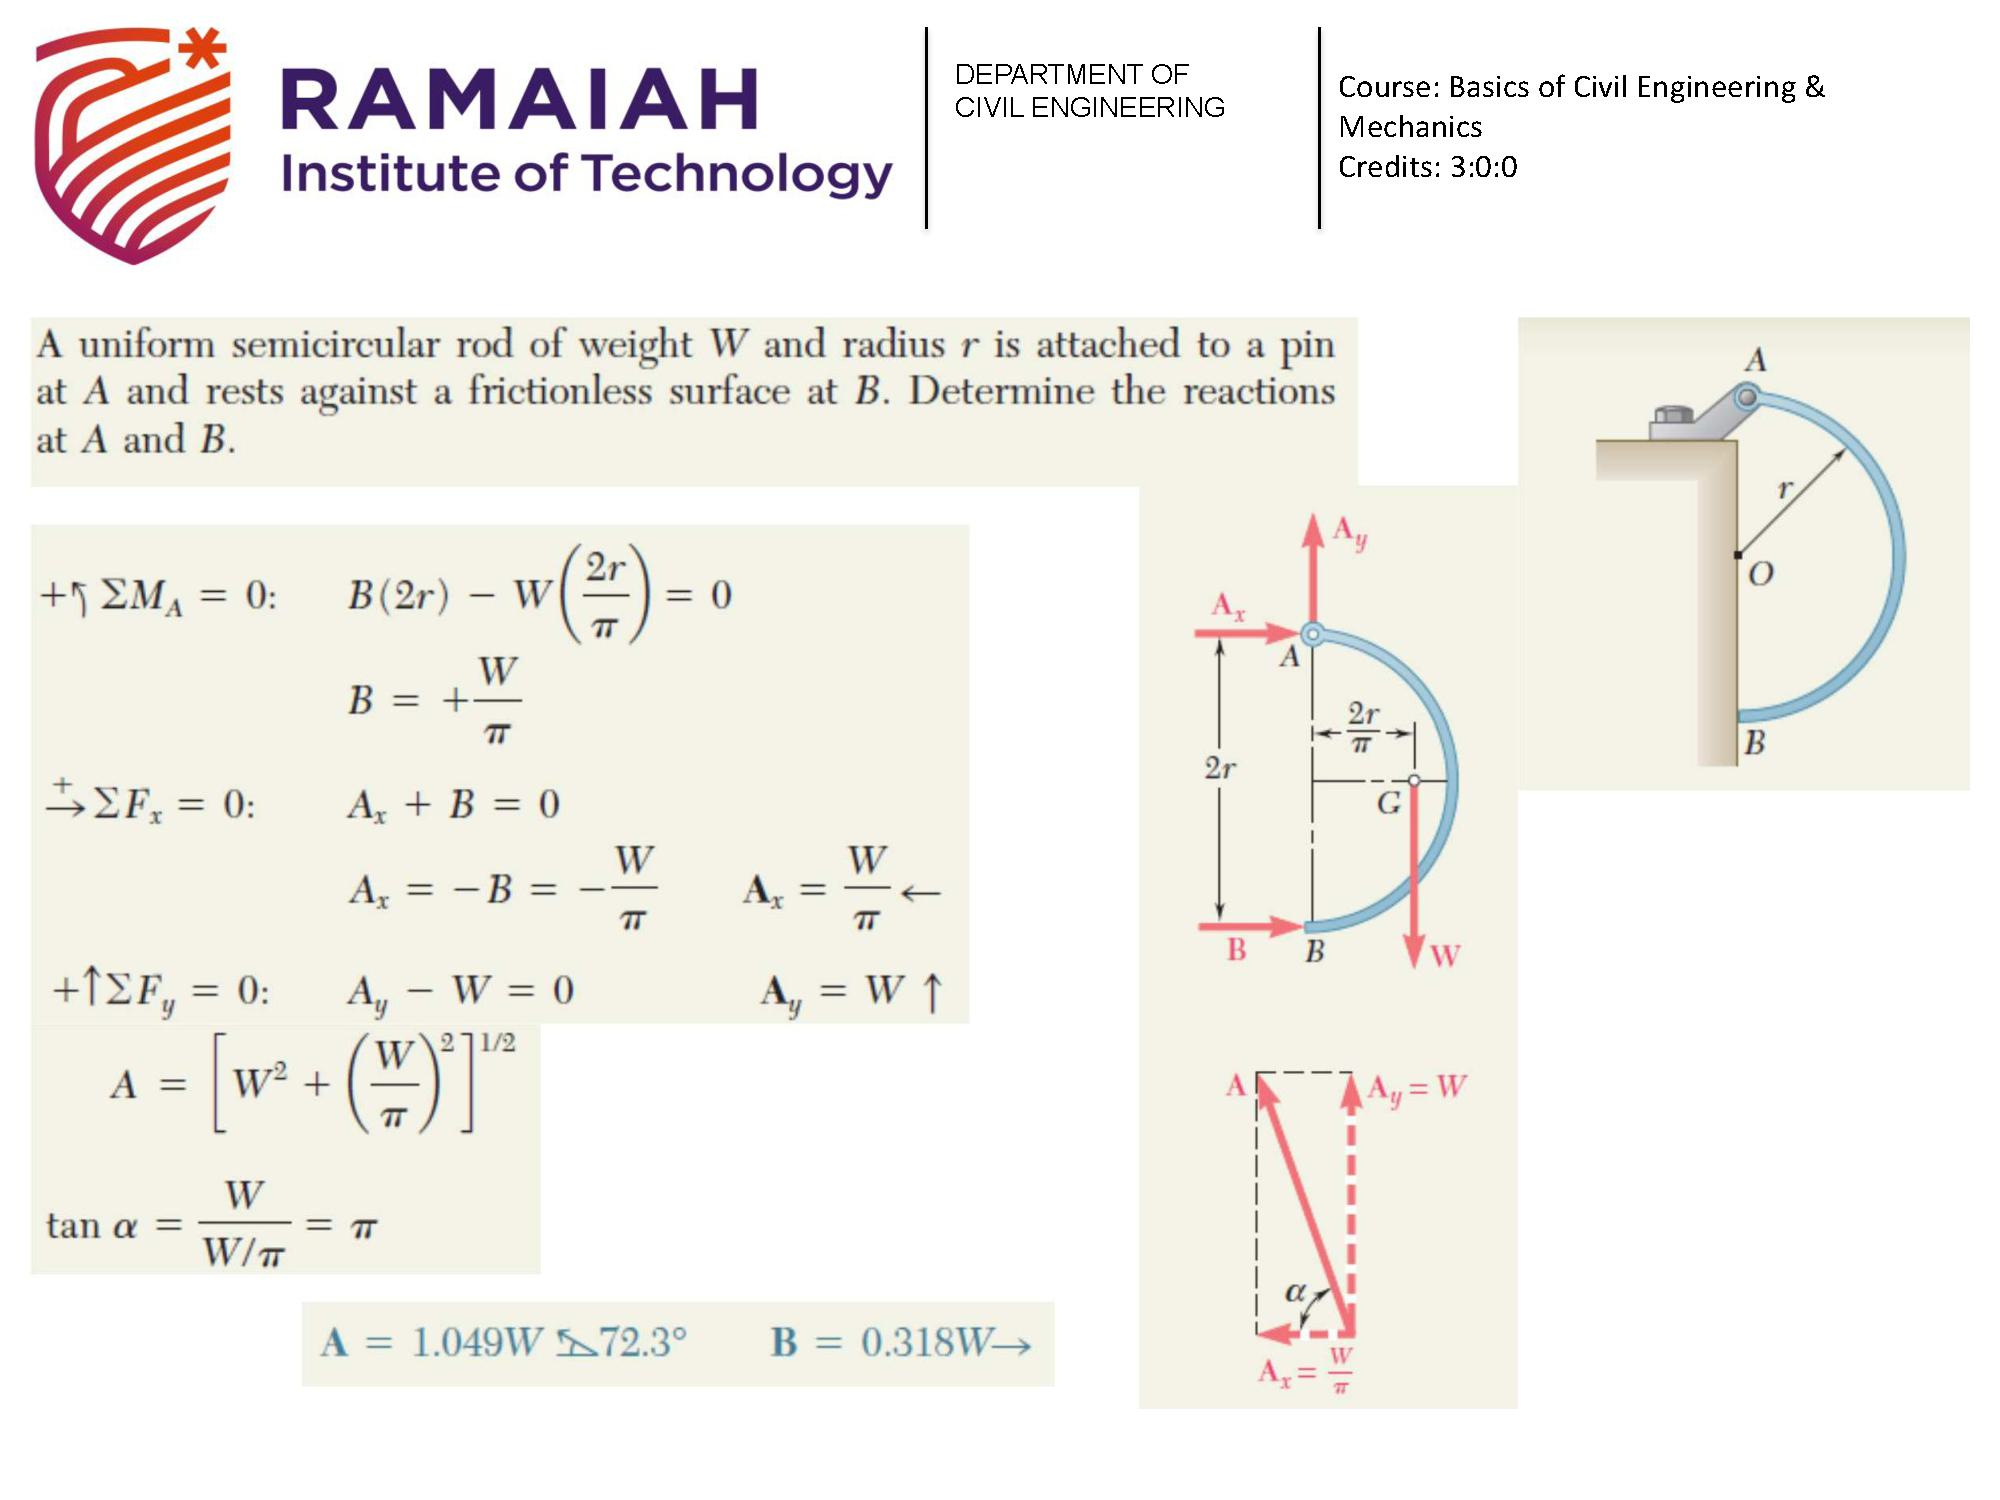 RAMAIAH
Institute of Technology
DEPARTMENT OF
CIVIL ENGINEERING
Course: Basics of Civil Engineering &
Mechanics
Credits: 3:0:0
A uniform semicircular rod of weight W and radius r is attached to a pin
at A and rests against a frictionless surface at B. Determine the reactions
at A and B.
+↰ ΣM_A = 0: B(2r) − W(2r/π) = 0
B = +W/π
→+ ΣF_x = 0: A_x + B = 0
A_x = −B = −W/π A_x = W/π ←
+↑ΣF_y = 0: A_y − W = 0 A_y = W ↑
A = [W² + (W/π)²]^1/2
tan α = W/(W/π) = π
A = 1.049W ⦣72.3° B = 0.318W→
A_y
A_x
A
2r/π
2r
G
B
B
W
A
A_y = W
α
A_x = W/π
A
r
O
B